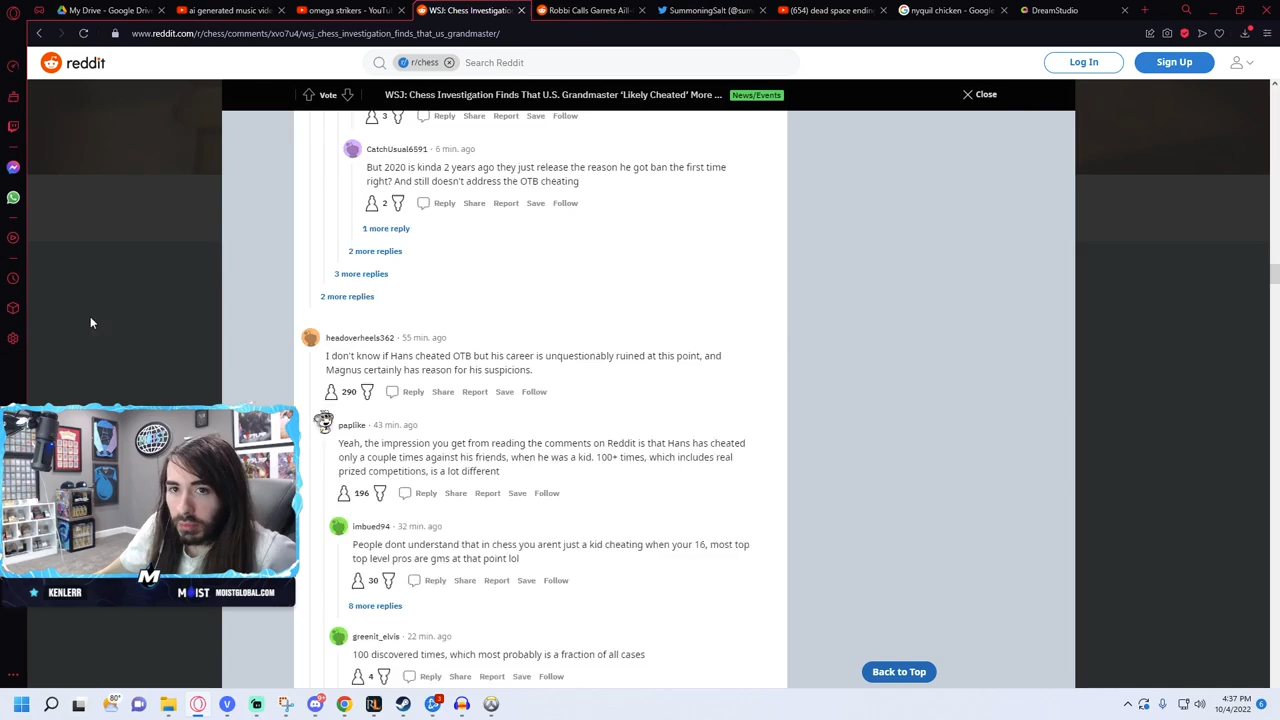 My Drive - Google Driv
ai generated music vide
omega strikers - YouTub
WSJ: Chess Investigatio
Robbi Calls Garrets All-
SummoningSalt (@sum
(654) dead space endin
nyquil chicken - Google
DreamStudio
www.reddit.com/r/chess/comments/xvo7u4/wsj_chess_investigation_finds_that_us_grandmaster/
reddit
r/chess
Search Reddit
Log In
Sign Up
Vote
WSJ: Chess Investigation Finds That U.S. Grandmaster ‘Likely Cheated’ More ...
News/Events
Close
3 Reply Share Report Save Follow
CatchUsual6591 · 6 min. ago
But 2020 is kinda 2 years ago they just release the reason he got ban the first time
right? And still doesn't address the OTB cheating
2 Reply Share Report Save Follow
1 more reply
2 more replies
3 more replies
2 more replies
headoverheels362 · 55 min. ago
I don't know if Hans cheated OTB but his career is unquestionably ruined at this point, and
Magnus certainly has reason for his suspicions.
290 Reply Share Report Save Follow
paplike · 43 min. ago
Yeah, the impression you get from reading the comments on Reddit is that Hans has cheated
only a couple times against his friends, when he was a kid. 100+ times, which includes real
prized competitions, is a lot different
196 Reply Share Report Save Follow
imbued94 · 32 min. ago
People dont understand that in chess you arent just a kid cheating when your 16, most top
top level pros are gms at that point lol
30 Reply Share Report Save Follow
8 more replies
greenit_elvis · 22 min. ago
100 discovered times, which most probably is a fraction of all cases
4 Reply Share Report Save Follow
Back to Top
M
KENLERR
MOIST
MOISTGLOBAL.COM
80°
4:37 PM
10/4/2022